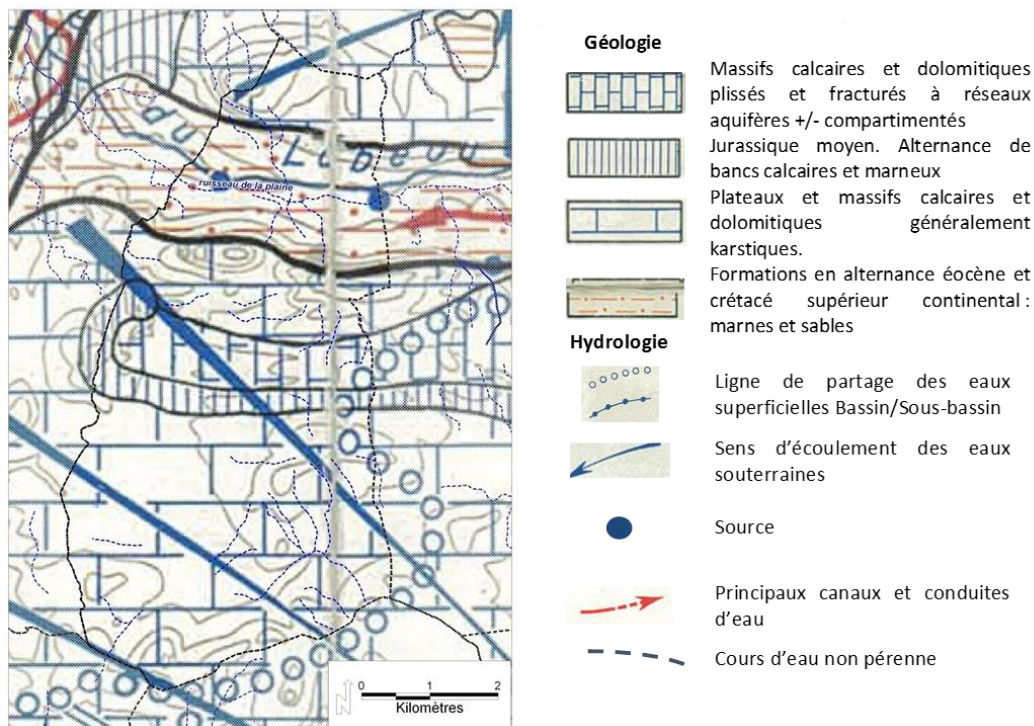 ruisseau de la plaine
N
0 1 2
Kilomètres
Géologie
Massifs calcaires et dolomitiques
plissés et fracturés à réseaux
aquifères +/- compartimentés
Jurassique moyen. Alternance de
bancs calcaires et marneux
Plateaux et massifs calcaires et
dolomitiques généralement
karstiques.
Formations en alternance éocène et
crétacé supérieur continental :
marnes et sables
Hydrologie
Ligne de partage des eaux
superficielles Bassin/Sous-bassin
Sens d’écoulement des eaux
souterraines
Source
Principaux canaux et conduites
d’eau
Cours d’eau non pérenne